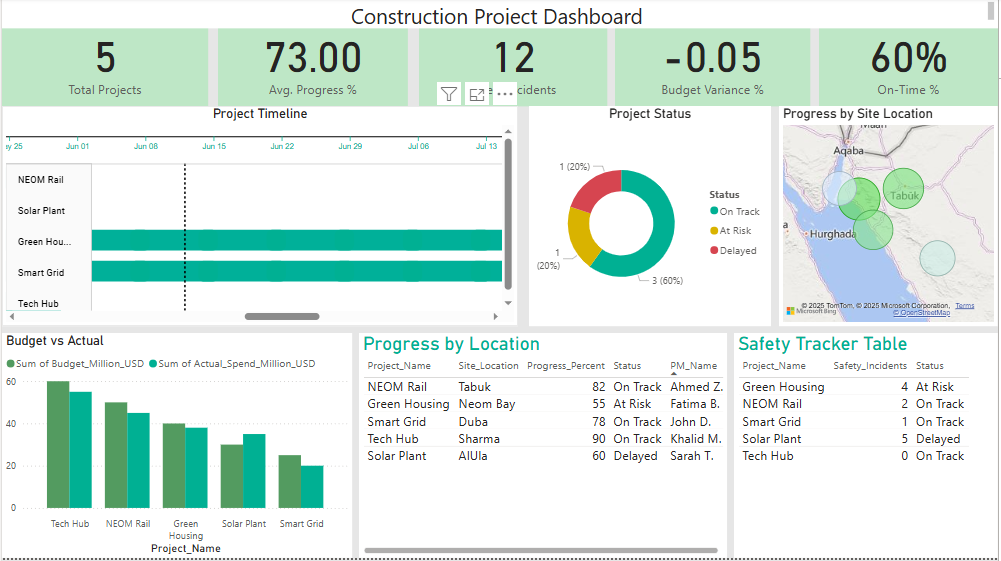 Construction Project Dashboard
5
Total Projects
73.00
Avg. Progress %
12
cidents
-0.05
Budget Variance %
60%
On-Time %
Project Timeline
y 25 Jun 01 Jun 08 Jun 15 Jun 22 Jun 29 Jul 06 Jul 13
NEOM Rail
Solar Plant
Green Hou...
Smart Grid
Tech Hub
Project Status
1 (20%)
1
(20%)
3 (60%)
Status
On Track
At Risk
Delayed
Progress by Site Location
Maan
Aqaba
Tabuk
Hurghada
a
© 2025 TomTom, © 2025 Microsoft Corporation, Terms
Microsoft Bing © OpenStreetMap
Budget vs Actual
Sum of Budget_Million_USD Sum of Actual_Spend_Million_USD
60
40
20
0
Tech Hub NEOM Rail Green Solar Plant Smart Grid
Housing
Project_Name
Progress by Location
Project_Name Site_Location Progress_Percent Status PM_Name
NEOM Rail Tabuk 82 On Track Ahmed Z.
Green Housing Neom Bay 55 At Risk Fatima B.
Smart Grid Duba 78 On Track John D.
Tech Hub Sharma 90 On Track Khalid M.
Solar Plant AlUla 60 Delayed Sarah T.
Safety Tracker Table
Project_Name Safety_Incidents Status
Green Housing 4 At Risk
NEOM Rail 2 On Track
Smart Grid 1 On Track
Solar Plant 5 Delayed
Tech Hub 0 On Track